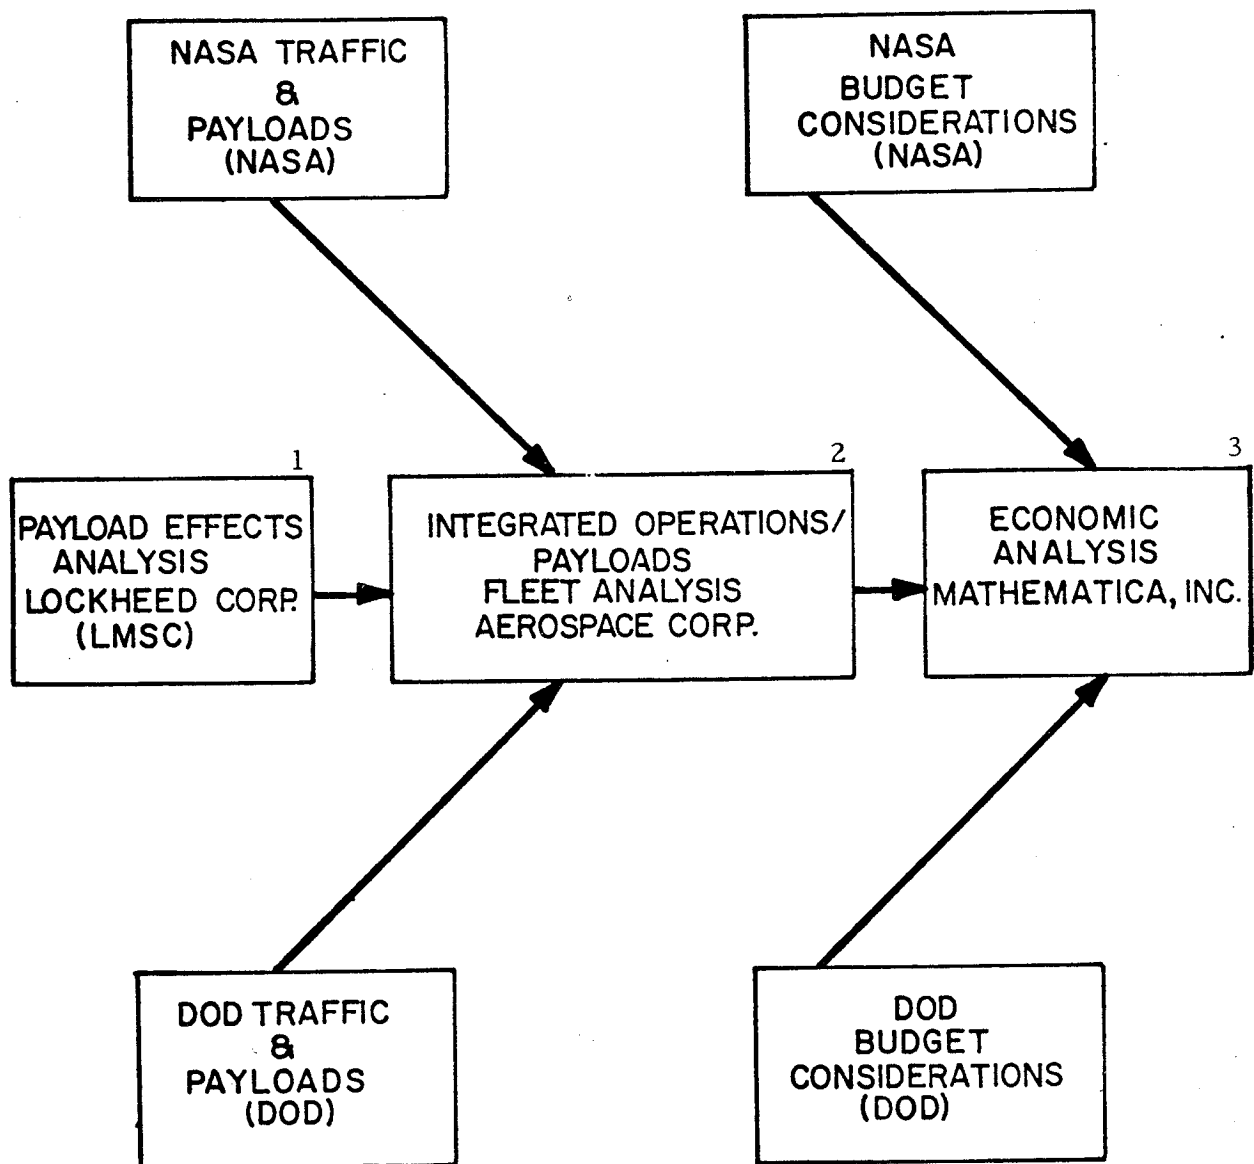 NASA TRAFFIC
&
PAYLOADS
(NASA)
NASA
BUDGET
CONSIDERATIONS
(NASA)
1
PAYLOAD EFFECTS
ANALYSIS
LOCKHEED CORP.
(LMSC)
2
INTEGRATED OPERATIONS/
PAYLOADS
FLEET ANALYSIS
AEROSPACE CORP.
3
ECONOMIC
ANALYSIS
MATHEMATICA, INC.
DOD TRAFFIC
&
PAYLOADS
(DOD)
DOD
BUDGET
CONSIDERATIONS
(DOD)